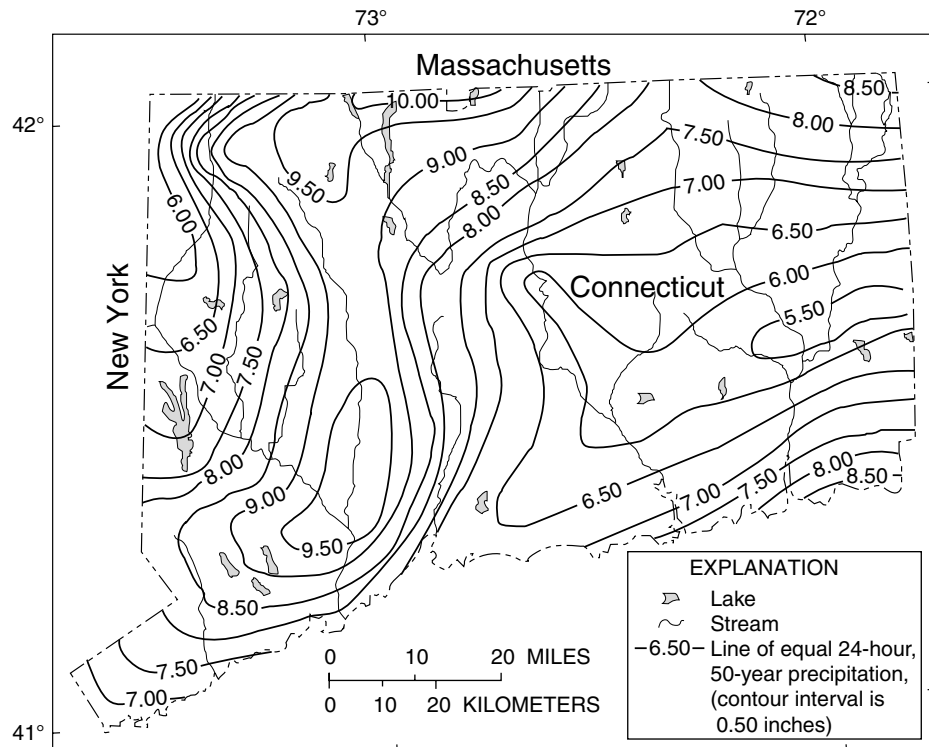 73° 72°
Massachusetts
42°
10.00
8.50
8.00
7.50
9.00
9.50
8.50
7.00
8.00
6.00
6.50
New York
Connecticut
6.00
5.50
6.50
7.50
7.00
8.00
9.00
6.50
7.00
7.50
8.00
8.50
9.50
8.50
7.50
7.00
EXPLANATION
Lake
Stream
6.50 Line of equal 24-hour,
50-year precipitation,
(contour interval is
0.50 inches)
0 10 20 MILES
0 10 20 KILOMETERS
41°